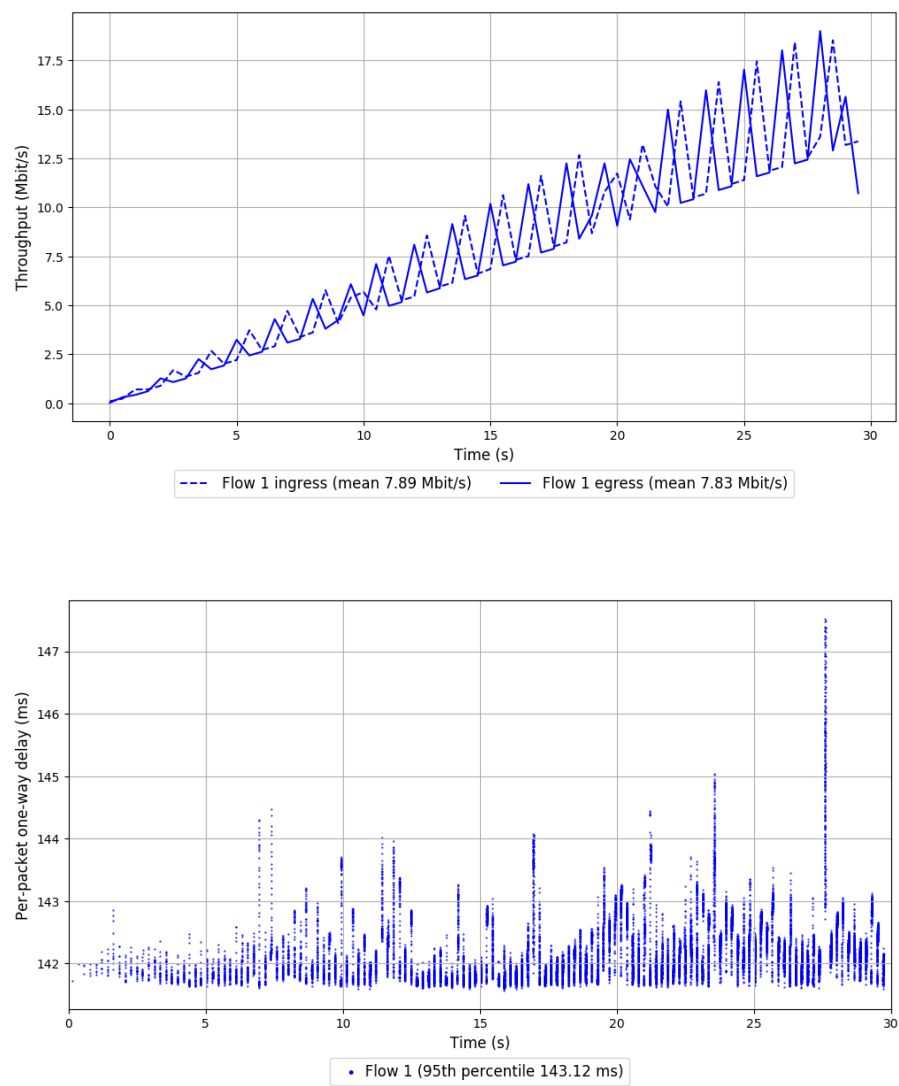 17.5
15.0
12.5
10.0
7.5
5.0
2.5
0.0
Throughput (Mbit/s)
0 5 10 15 20 25 30
Time (s)
Flow 1 ingress (mean 7.89 Mbit/s) Flow 1 egress (mean 7.83 Mbit/s)
147
146
145
144
143
142
Per-packet one-way delay (ms)
0 5 10 15 20 25 30
Time (s)
Flow 1 (95th percentile 143.12 ms)